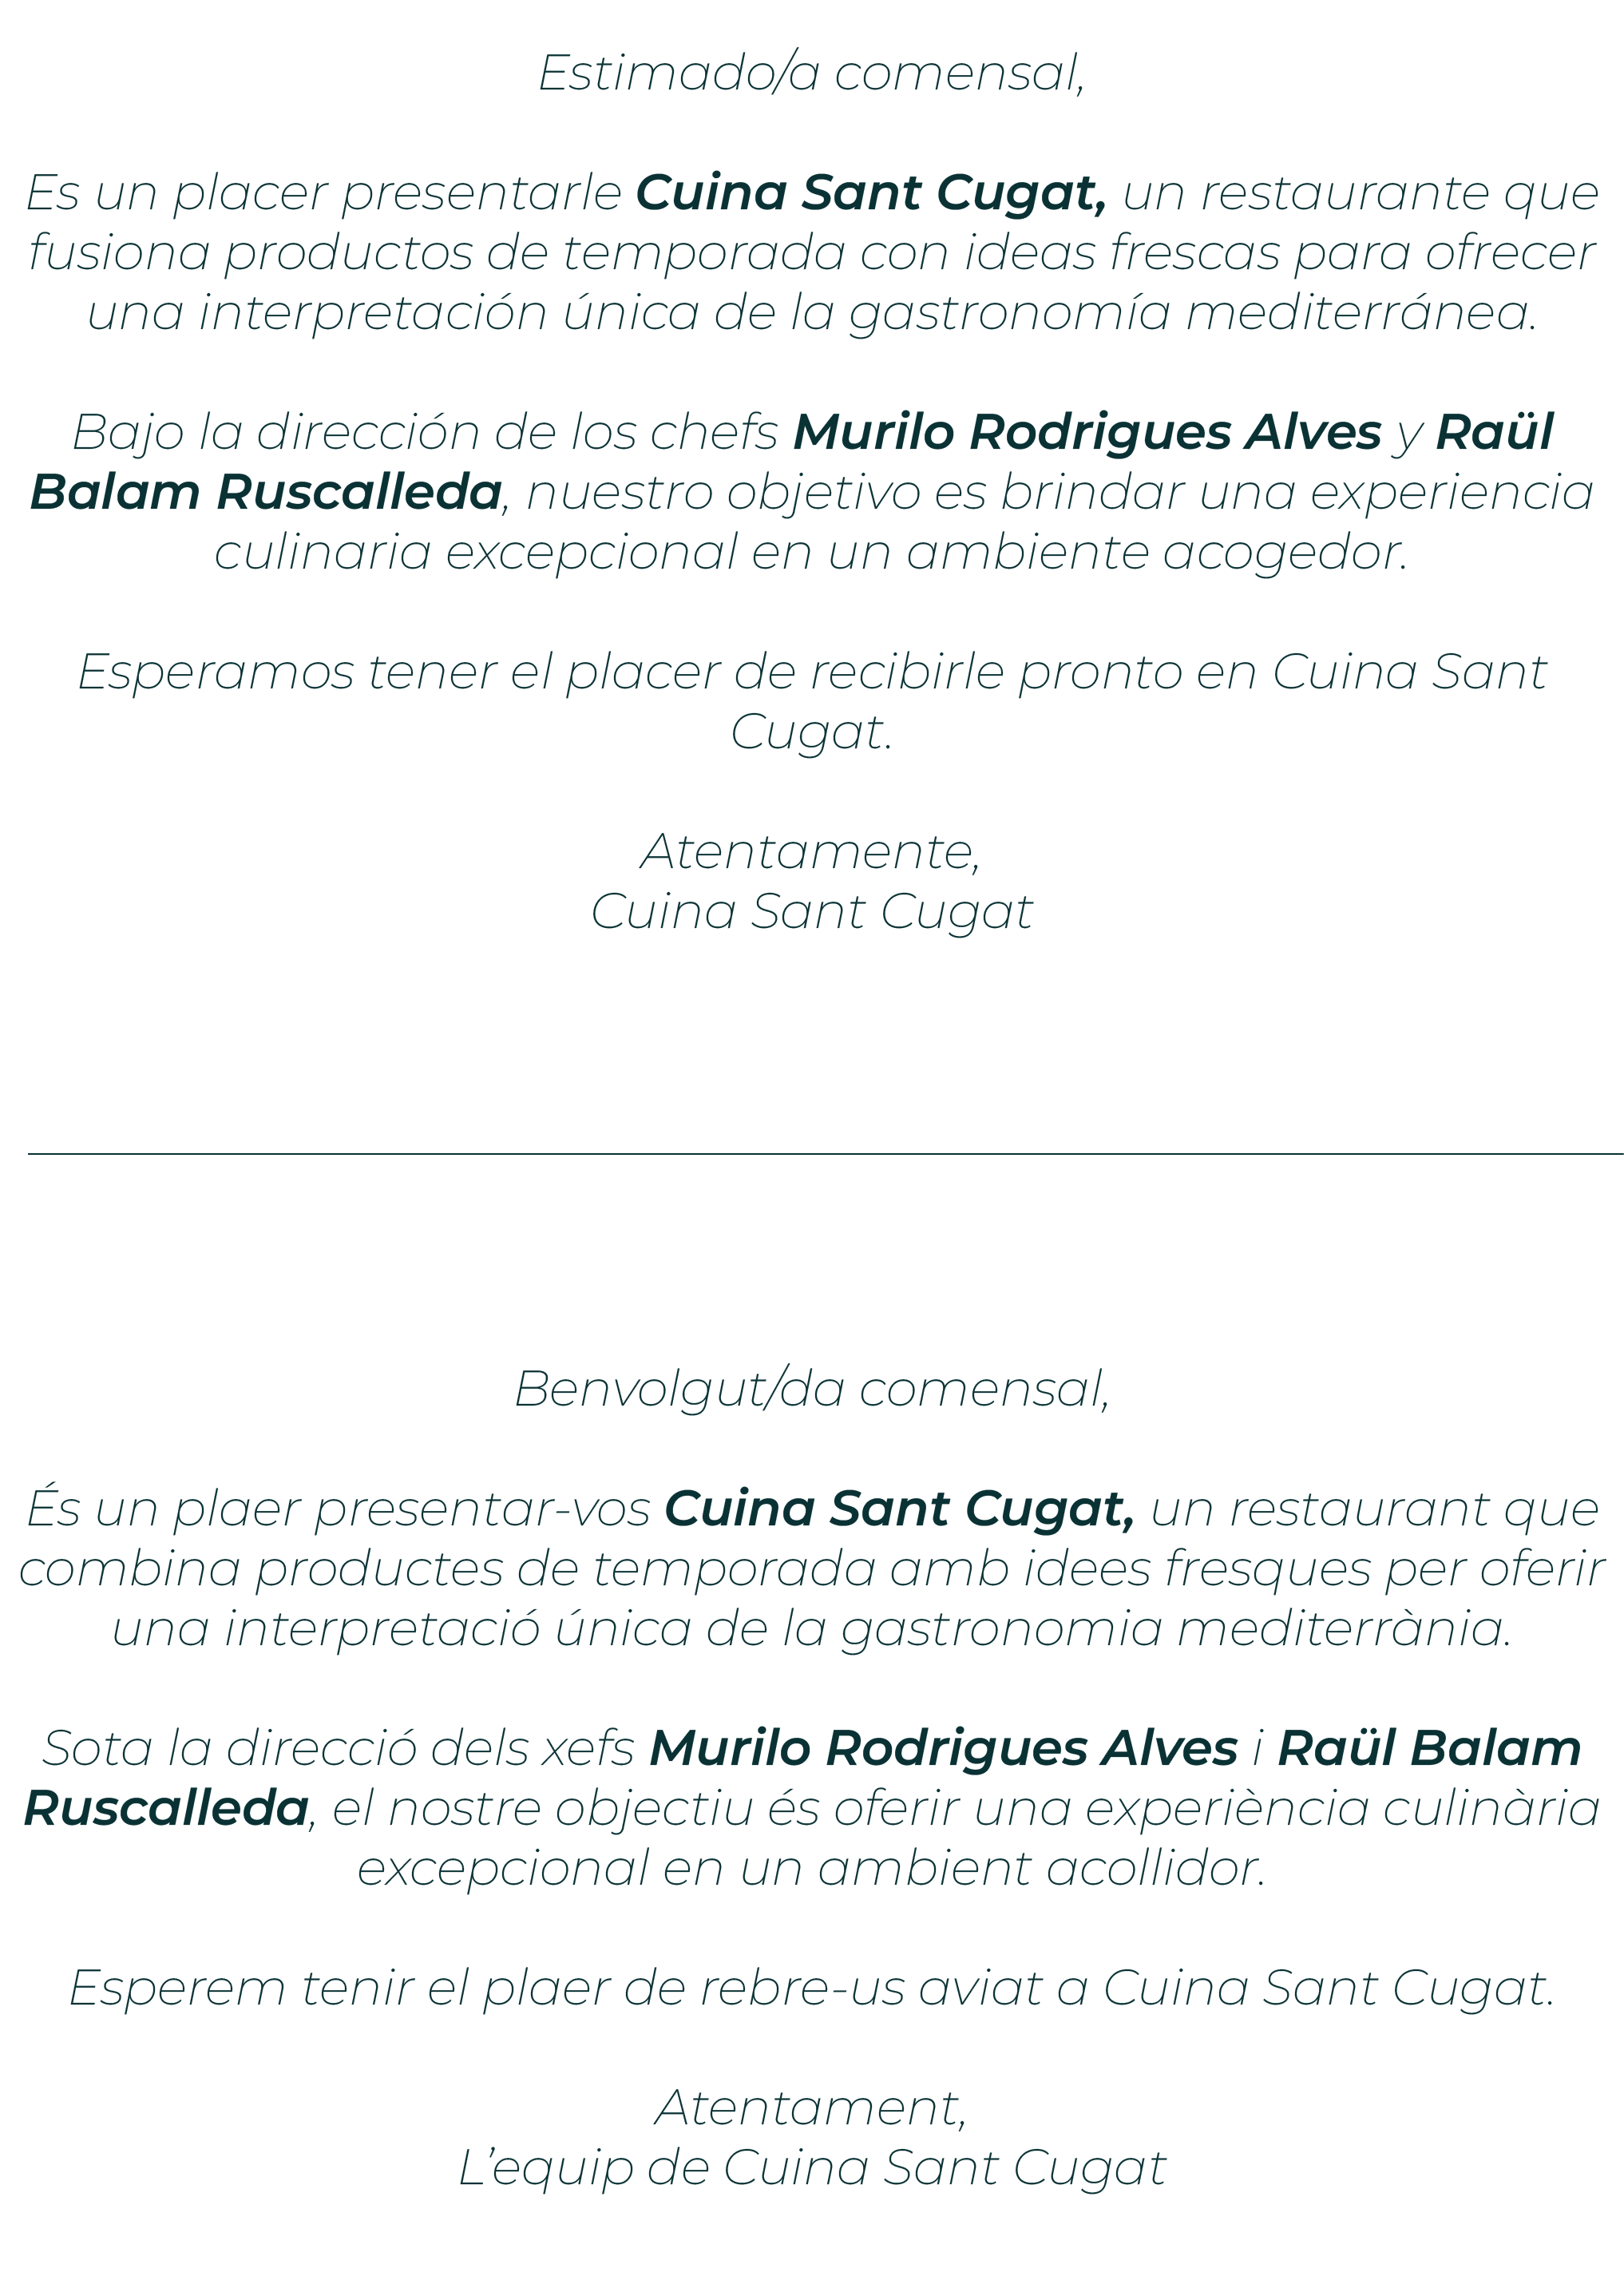 Estimado/a comensal,
Es un placer presentarle Cuina Sant Cugat, un restaurante que
fusiona productos de temporada con ideas frescas para ofrecer
una interpretación única de la gastronomía mediterránea.
Bajo la dirección de los chefs Murilo Rodrigues Alves y Raül
Balam Ruscalleda, nuestro objetivo es brindar una experiencia
culinaria excepcional en un ambiente acogedor.
Esperamos tener el placer de recibirle pronto en Cuina Sant
Cugat.
Atentamente,
Cuina Sant Cugat
Benvolgut/da comensal,
És un plaer presentar-vos Cuina Sant Cugat, un restaurant que
combina productes de temporada amb idees fresques per oferir
una interpretació única de la gastronomia mediterrània.
Sota la direcció dels xefs Murilo Rodrigues Alves i Raül Balam
Ruscalleda, el nostre objectiu és oferir una experiència culinària
excepcional en un ambient acollidor.
Esperem tenir el plaer de rebre-us aviat a Cuina Sant Cugat.
Atentament,
L’equip de Cuina Sant Cugat